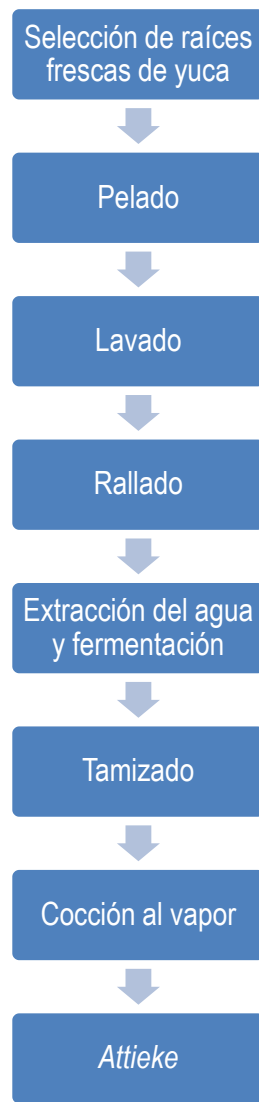 Selección de raíces
frescas de yuca
Pelado
Lavado
Rallado
Extracción del agua
y fermentación
Tamizado
Cocción al vapor
Attieke